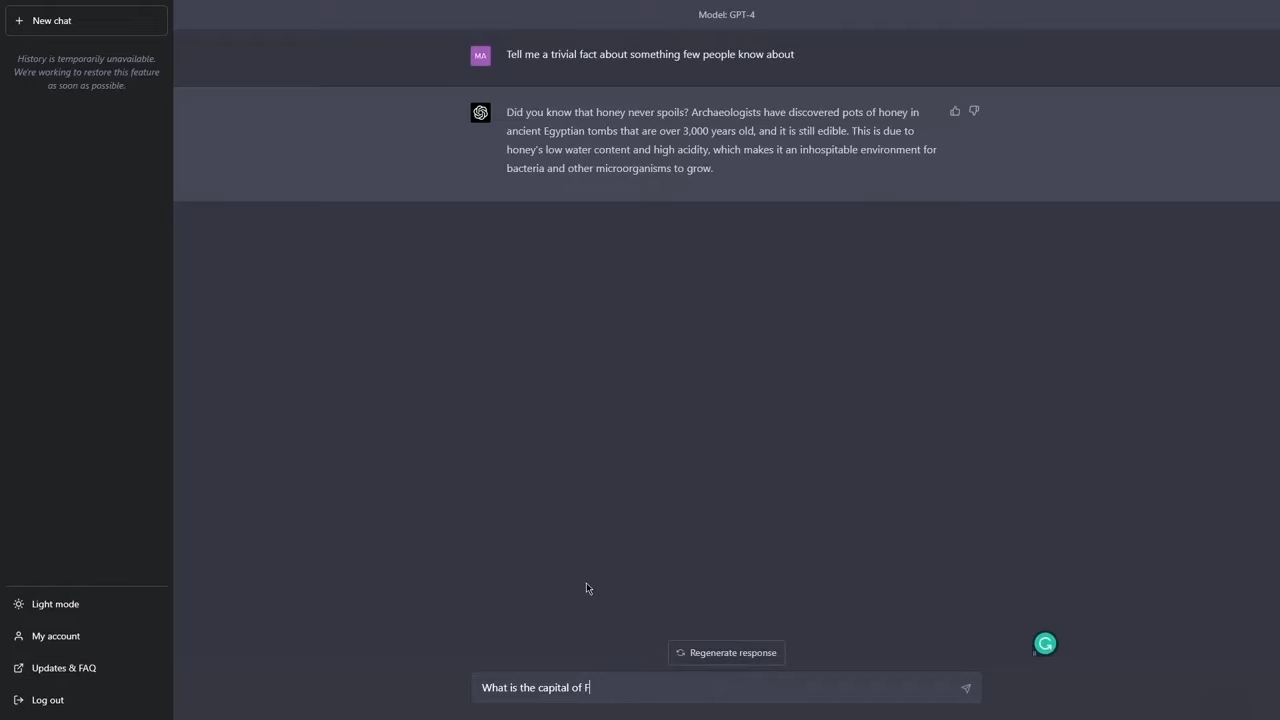 New chat
Model: GPT-4
History is temporarily unavailable.
We're working to restore this feature
as soon as possible.
MA
Tell me a trivial fact about something few people know about
Did you know that honey never spoils? Archaeologists have discovered pots of honey in
ancient Egyptian tombs that are over 3,000 years old, and it is still edible. This is due to
honey's low water content and high acidity, which makes it an inhospitable environment for
bacteria and other microorganisms to grow.
Light mode
My account
Updates & FAQ
Log out
Regenerate response
What is the capital of F